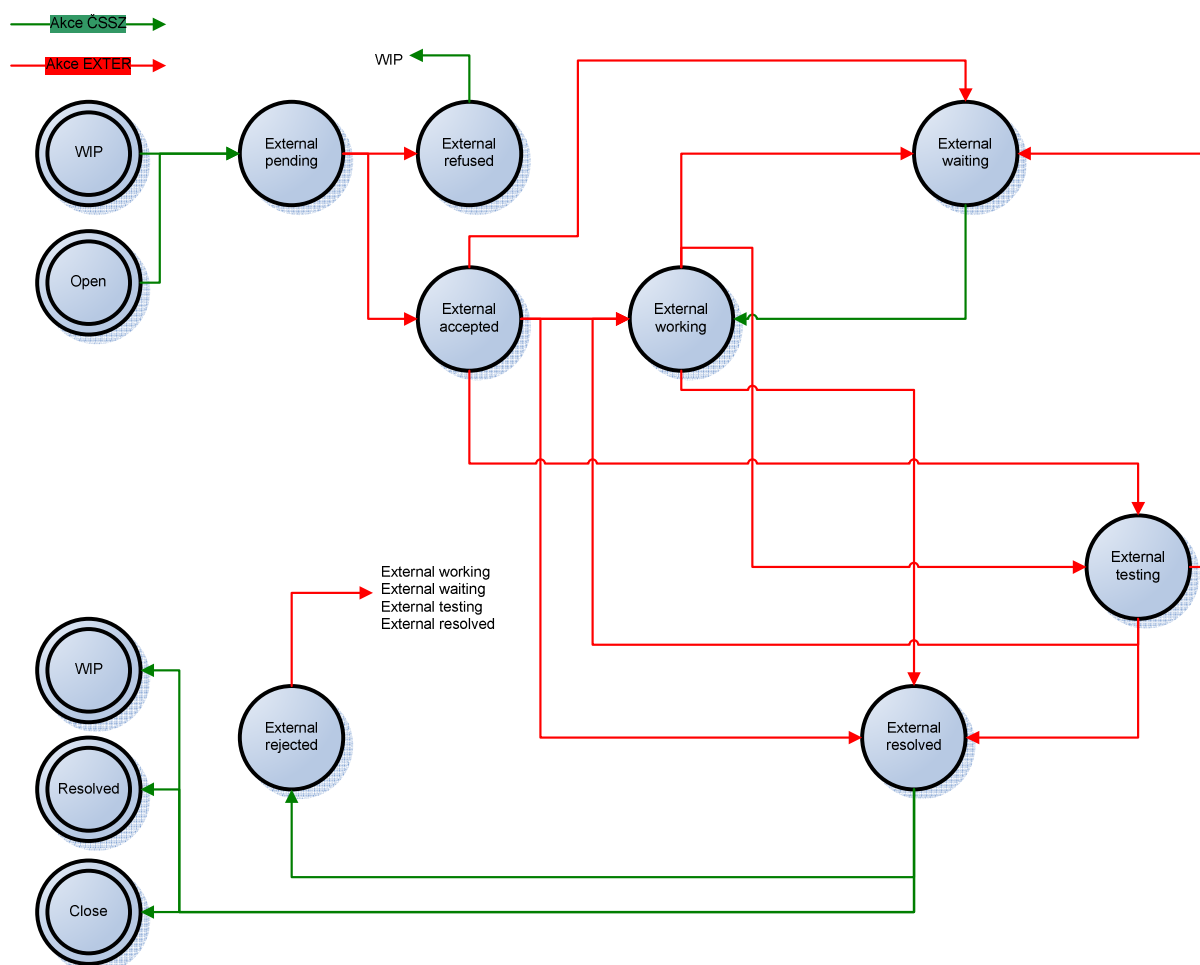 Akce ČSSZ
Akce EXTER
WIP
WIP
External
pending
External
refused
External
waiting
Open
External
accepted
External
working
External
testing
External working
External waiting
External testing
External resolved
WIP
External
rejected
External
resolved
Resolved
Close